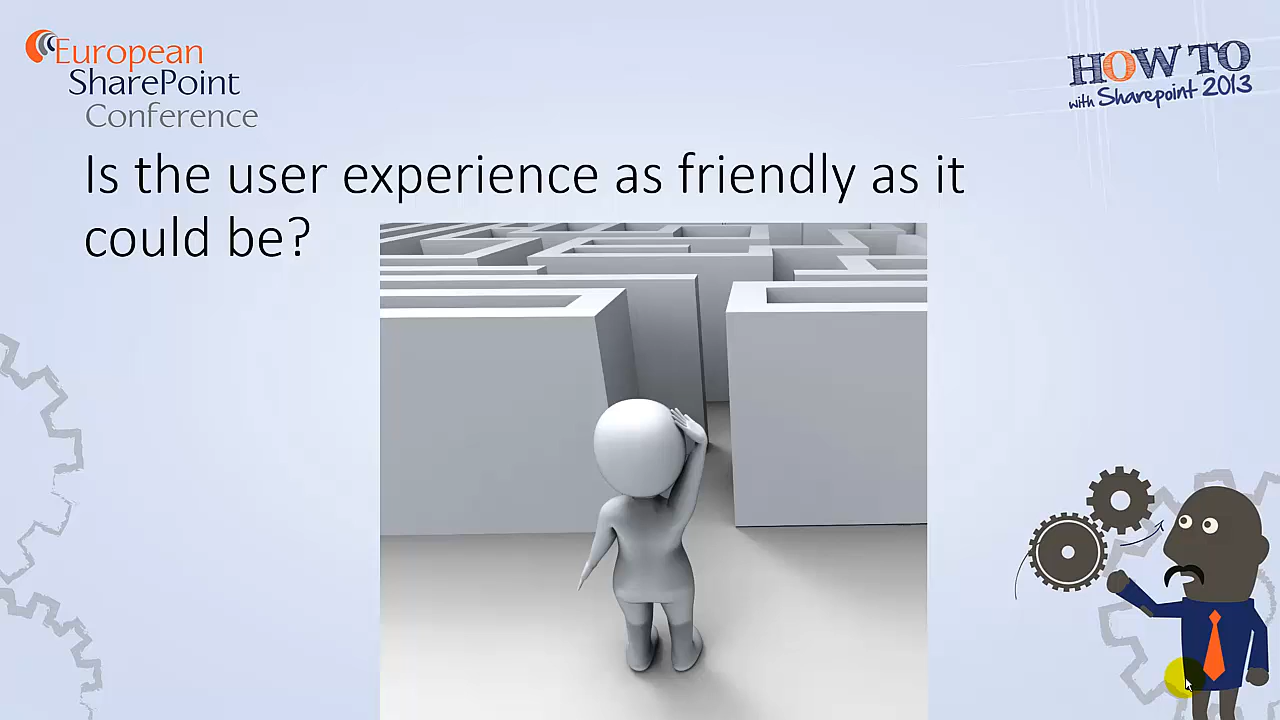 European
SharePoint
Conference
HOW TO
with Sharepoint 2013
Is the user experience as friendly as it
could be?